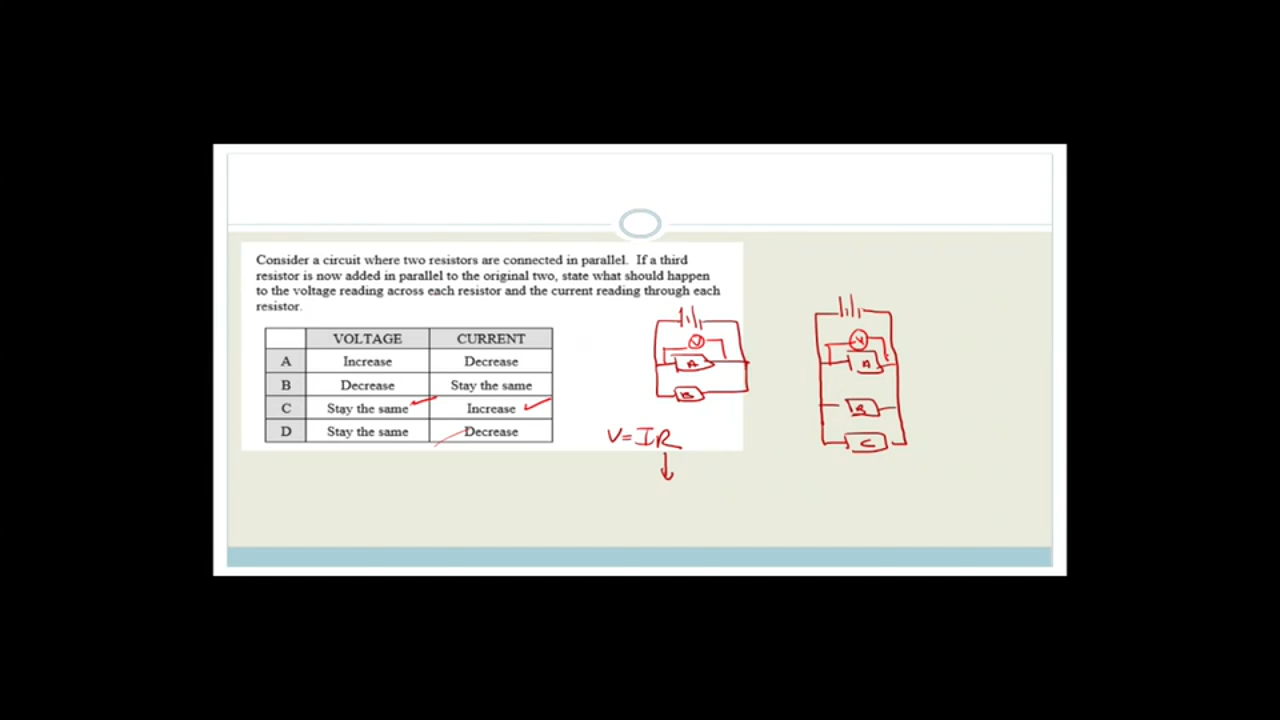 Consider a circuit where two resistors are connected in parallel. If a third
resistor is now added in parallel to the original two, state what should happen
to the voltage reading across each resistor and the current reading through each
resistor.
VOLTAGE CURRENT
A Increase Decrease
B Decrease Stay the same
C Stay the same Increase
D Stay the same Decrease
V
A
B
V=IR
V
A
B
C